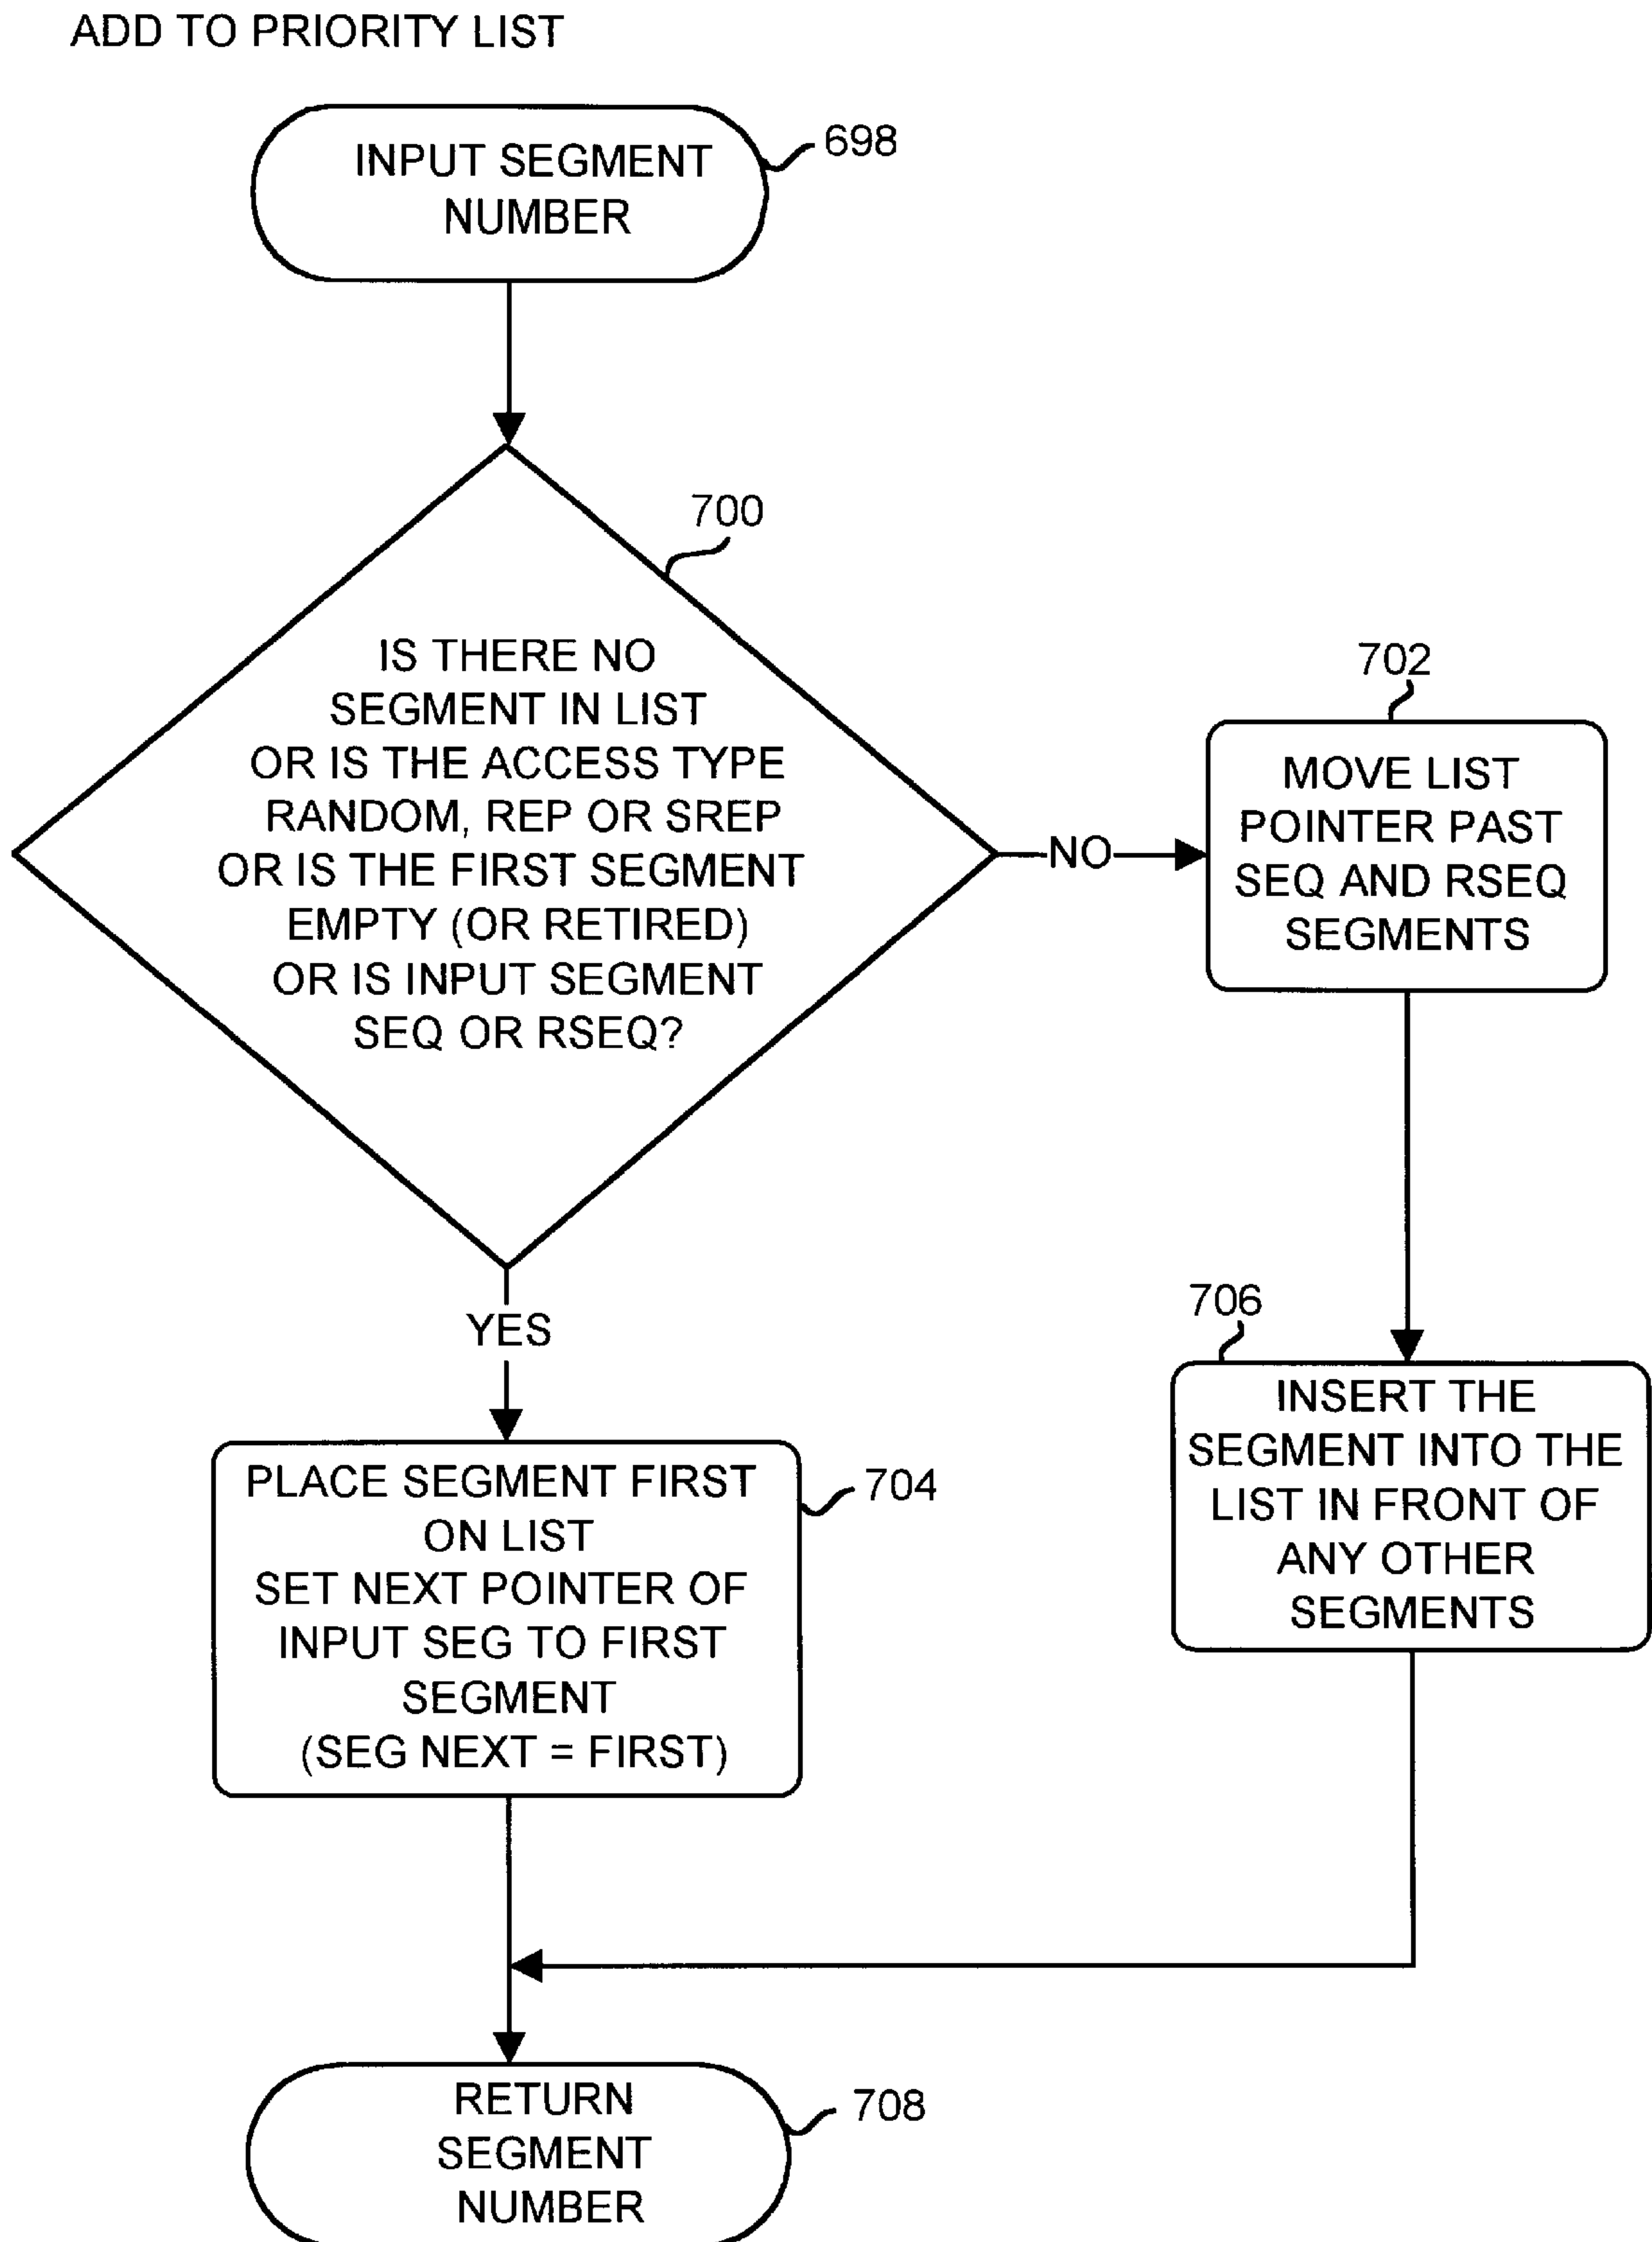 ADD TO PRIORITY LIST
INPUT SEGMENT
NUMBER
698
700
IS THERE NO
SEGMENT IN LIST
OR IS THE ACCESS TYPE
RANDOM, REP OR SREP
OR IS THE FIRST SEGMENT
EMPTY (OR RETIRED)
OR IS INPUT SEGMENT
SEQ OR RSEQ?
NO
702
MOVE LIST
POINTER PAST
SEQ AND RSEQ
SEGMENTS
YES
706
INSERT THE
SEGMENT INTO THE
LIST IN FRONT OF
ANY OTHER
SEGMENTS
PLACE SEGMENT FIRST
ON LIST
SET NEXT POINTER OF
INPUT SEG TO FIRST
SEGMENT
(SEG NEXT = FIRST)
704
RETURN
SEGMENT
NUMBER
708